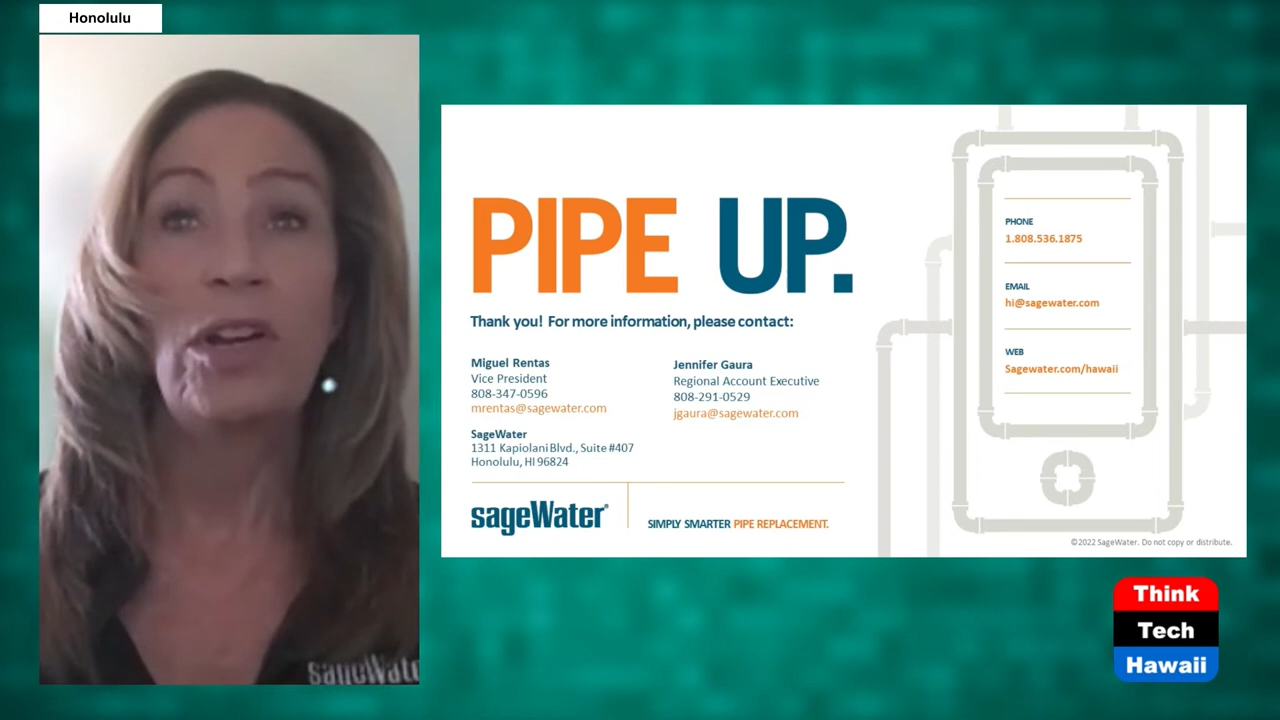 Honolulu
PIPE UP.
Thank you! For more information, please contact:
Miguel Rentas
Vice President
808-347-0596
mrentas@sagewater.com
Jennifer Gaura
Regional Account Executive
808-291-0529
jgaura@sagewater.com
SageWater
1311 Kapiolani Blvd., Suite #407
Honolulu, HI 96824
sageWater®
SIMPLY SMARTER PIPE REPLACEMENT.
PHONE
1.808.536.1875
EMAIL
hi@sagewater.com
WEB
Sagewater.com/hawaii
©2022 SageWater. Do not copy or distribute.
sageWate
Think
Tech
Hawaii